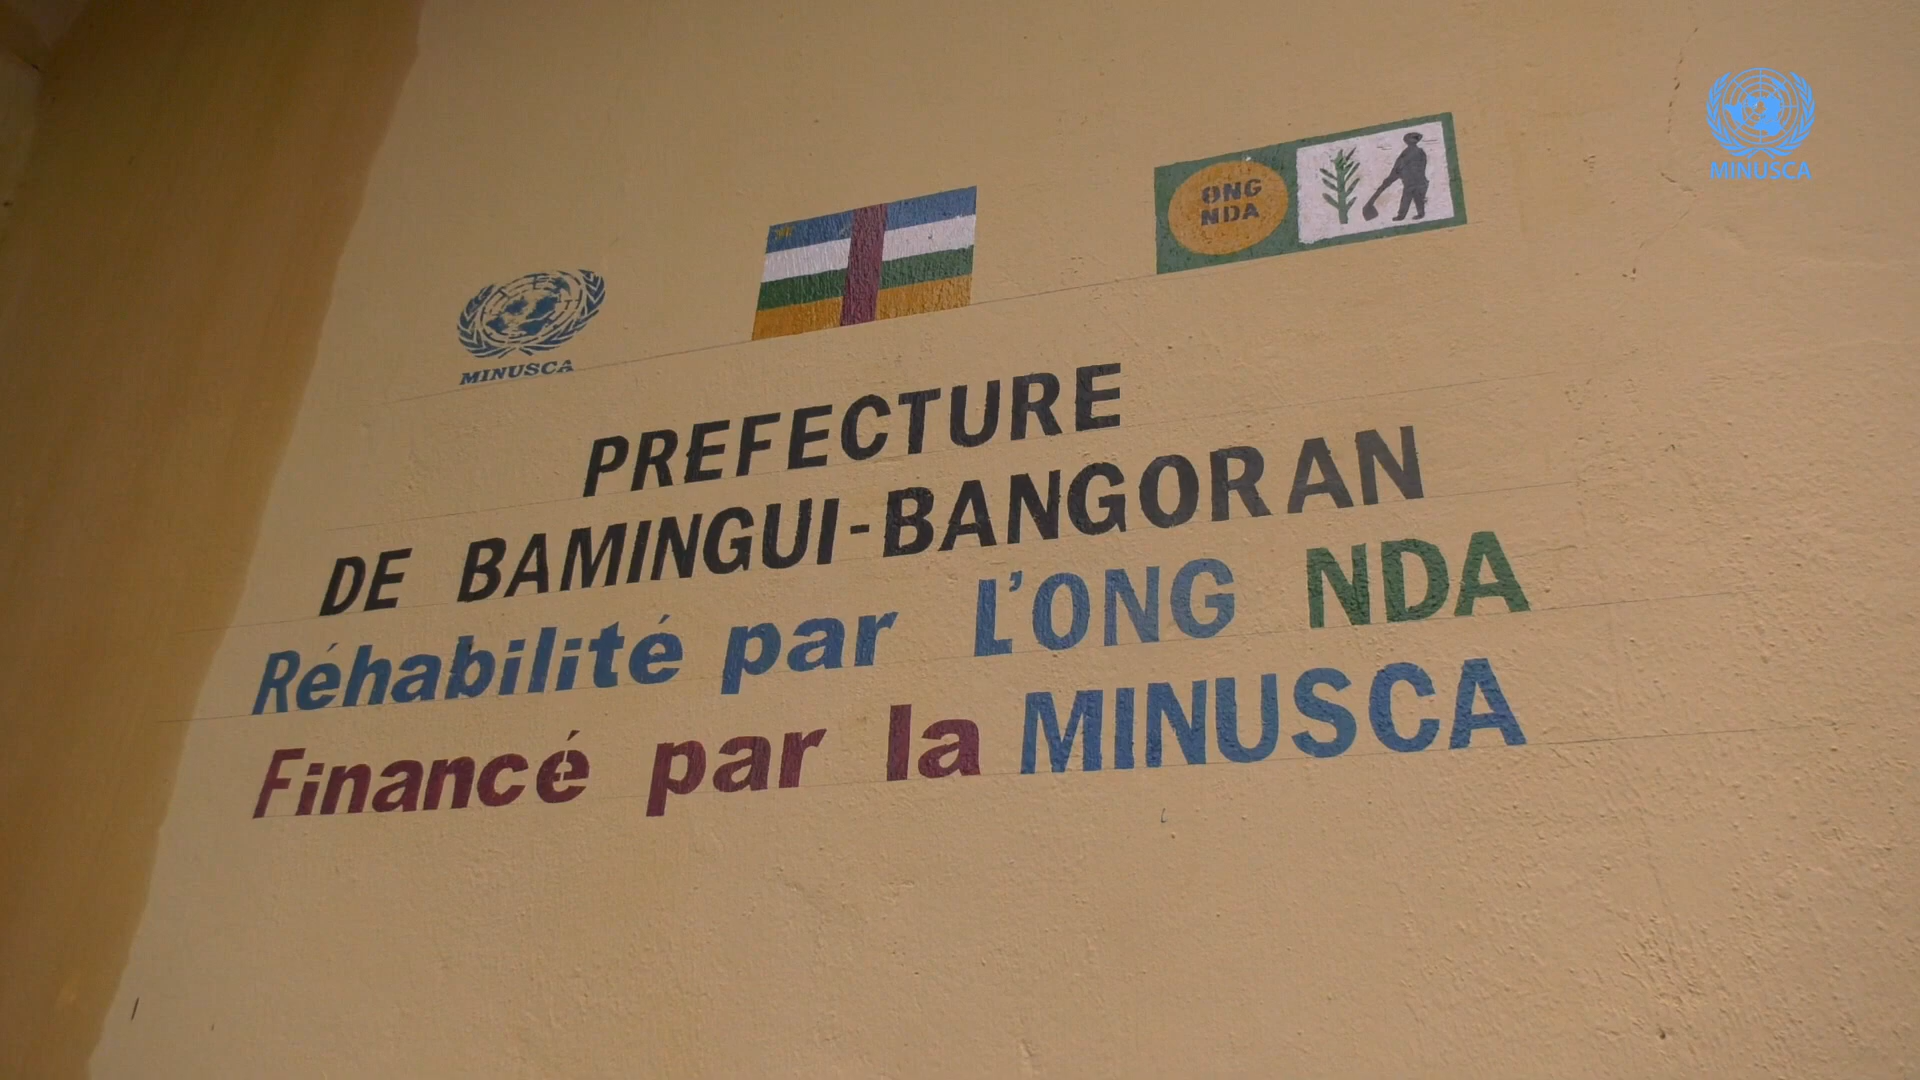 MINUSCA
ONG
NDA
MINUSCA
PREFECTURE
DE BAMINGUI-BANGORAN
Réhabilité par L'ONG NDA
Financé par la MINUSCA